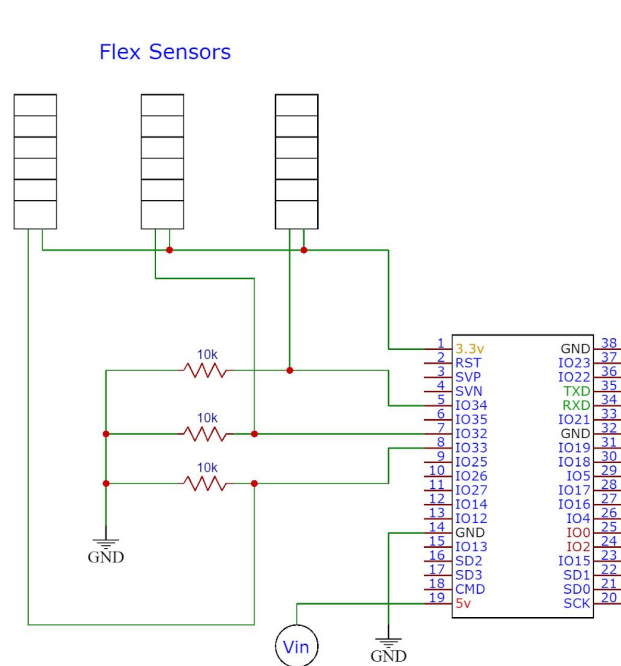 Flex Sensors
10k
10k
10k
GND
1 3.3v GND 38
2 RST IO23 37
3 SVP IO22 36
4 SVN TXD 35
5 IO34 RXD 34
6 IO35 IO21 33
7 IO32 GND 32
8 IO33 IO19 31
9 IO25 IO18 30
10 IO26 IO5 29
11 IO27 IO17 28
12 IO14 IO16 27
13 IO12 IO4 26
14 GND IO0 25
15 IO13 IO2 24
16 SD2 IO15 23
17 SD3 SD1 22
18 CMD SD0 21
19 5v SCK 20
Vin
GND